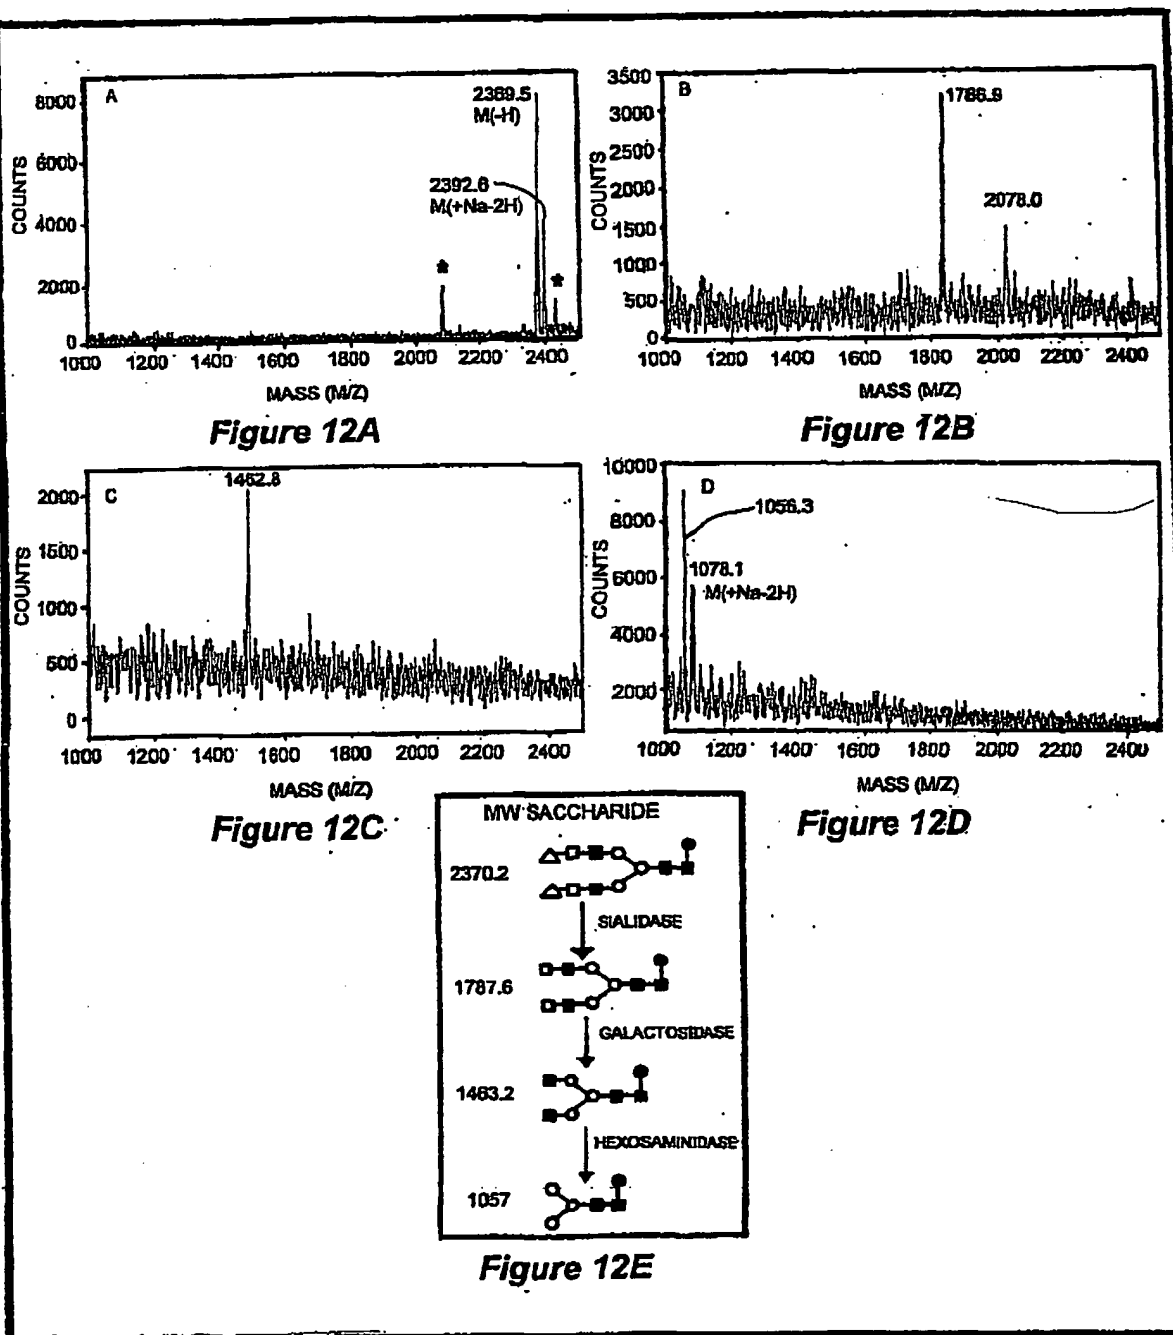 A
8000
6000
4000
2000
0
COUNTS
2369.5
M(-H)
2392.6
M(+Na-2H)
*
*
1000 1200 1400 1600 1800 2000 2200 2400
MASS (M/Z)
Figure 12A
B
3500
3000
2500
2000
1500
1000
500
0
COUNTS
1786.9
2078.0
1000 1200 1400 1600 1800 2000 2200 2400
MASS (M/Z)
Figure 12B
C
2000
1500
1000
500
0
COUNTS
1462.8
1000 1200 1400 1600 1800 2000 2200 2400
MASS (M/Z)
Figure 12C
D
10000
8000
6000
4000
2000
COUNTS
1056.3
1078.1
M(+Na-2H)
1000 1200 1400 1600 1800 2000 2200 2400
MASS (M/Z)
Figure 12D
MW SACCHARIDE
2370.2
SIALIDASE
1787.6
GALACTOSIDASE
1463.2
HEXOSAMINIDASE
1057
Figure 12E